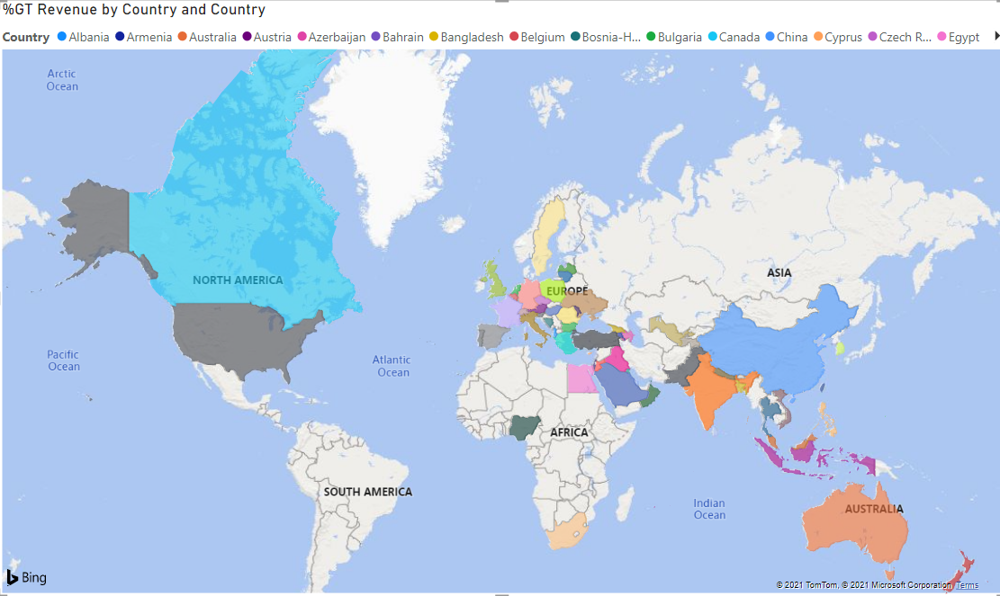 %GT Revenue by Country and Country
Country Albania Armenia Australia Austria Azerbaijan Bahrain Bangladesh Belgium Bosnia-H... Bulgaria Canada China Cyprus Czech R... Egypt
Arctic
Ocean
NORTH AMERICA
EUROPE
ASIA
Pacific
Ocean
Atlantic
Ocean
AFRICA
SOUTH AMERICA
Indian
Ocean
AUSTRALIA
Bing
© 2021 TomTom, © 2021 Microsoft Corporation Terms